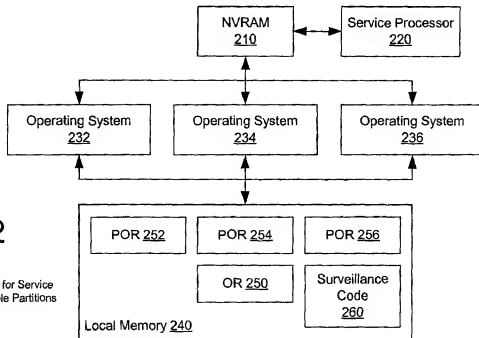 NVRAM
210
Service Processor
220
Operating System
232
Operating System
234
Operating System
236
2
for Service
le Partitions
POR 252
POR 254
POR 256
OR 250
Surveillance
Code
260
Local Memory 240